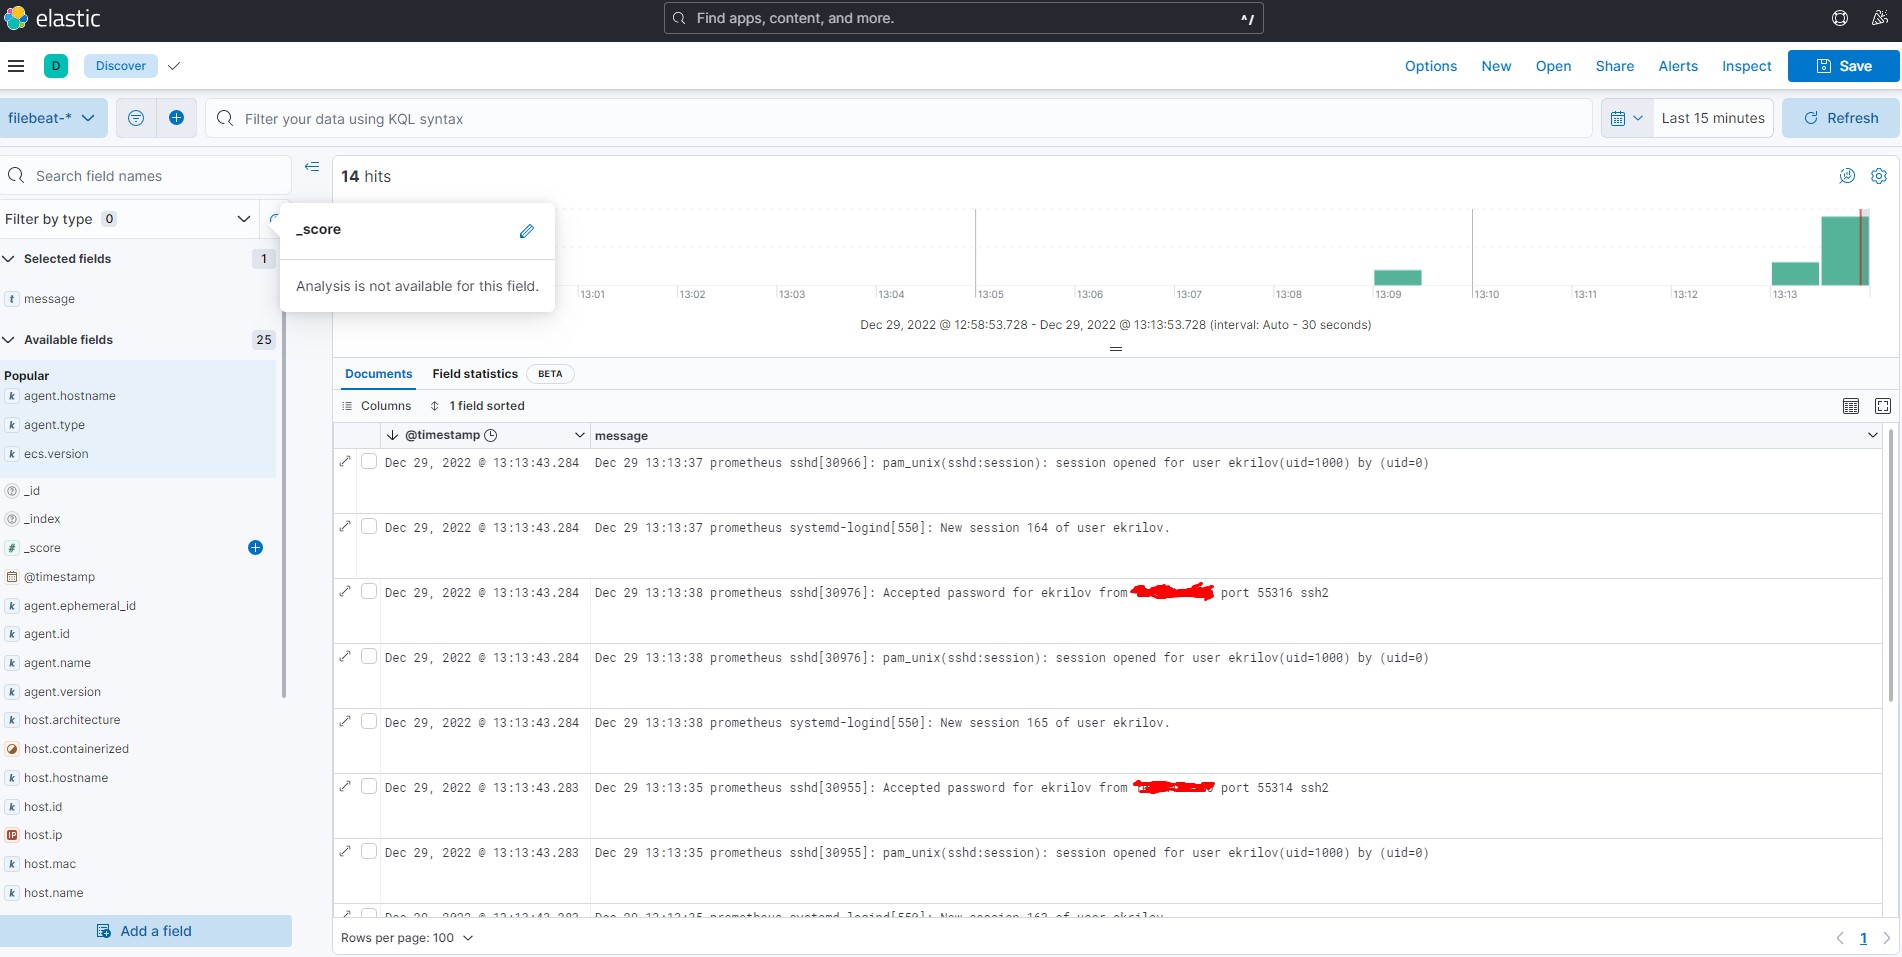 elastic
Find apps, content, and more.
^/
D
Discover
Options
New
Open
Share
Alerts
Inspect
Save
filebeat-*
Filter your data using KQL syntax
Last 15 minutes
Refresh
Search field names
Filter by type 0
Selected fields 1
t message
Available fields 25
Popular
k agent.hostname
k agent.type
k ecs.version
_id
_index
# _score
@timestamp
k agent.ephemeral_id
k agent.id
k agent.name
k agent.version
k host.architecture
host.containerized
k host.hostname
k host.id
IP host.ip
k host.mac
k host.name
Add a field
_score
Analysis is not available for this field.
14 hits
13:01 13:02 13:03 13:04 13:05 13:06 13:07 13:08 13:09 13:10 13:11 13:12 13:13
Dec 29, 2022 @ 12:58:53.728 - Dec 29, 2022 @ 13:13:53.728 (interval: Auto - 30 seconds)
Documents
Field statistics BETA
Columns
1 field sorted
@timestamp message
Dec 29, 2022 @ 13:13:43.284 Dec 29 13:13:37 prometheus sshd[30966]: pam_unix(sshd:session): session opened for user ekrilov(uid=1000) by (uid=0)
Dec 29, 2022 @ 13:13:43.284 Dec 29 13:13:37 prometheus systemd-logind[550]: New session 164 of user ekrilov.
Dec 29, 2022 @ 13:13:43.284 Dec 29 13:13:38 prometheus sshd[30976]: Accepted password for ekrilov from port 55316 ssh2
Dec 29, 2022 @ 13:13:43.284 Dec 29 13:13:38 prometheus sshd[30976]: pam_unix(sshd:session): session opened for user ekrilov(uid=1000) by (uid=0)
Dec 29, 2022 @ 13:13:43.284 Dec 29 13:13:38 prometheus systemd-logind[550]: New session 165 of user ekrilov.
Dec 29, 2022 @ 13:13:43.283 Dec 29 13:13:35 prometheus sshd[30955]: Accepted password for ekrilov from port 55314 ssh2
Dec 29, 2022 @ 13:13:43.283 Dec 29 13:13:35 prometheus sshd[30955]: pam_unix(sshd:session): session opened for user ekrilov(uid=1000) by (uid=0)
Rows per page: 100
1